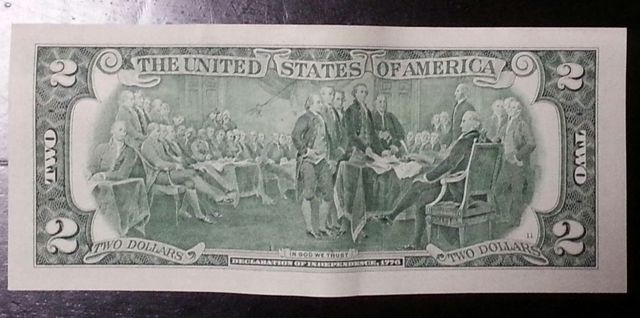 2 THE UNITED STATES OF AMERICA 2
TWO
TWO
2 2
TWO DOLLARS
IN GOD WE TRUST
TWO DOLLARS
DECLARATION OF INDEPENDENCE, 1776